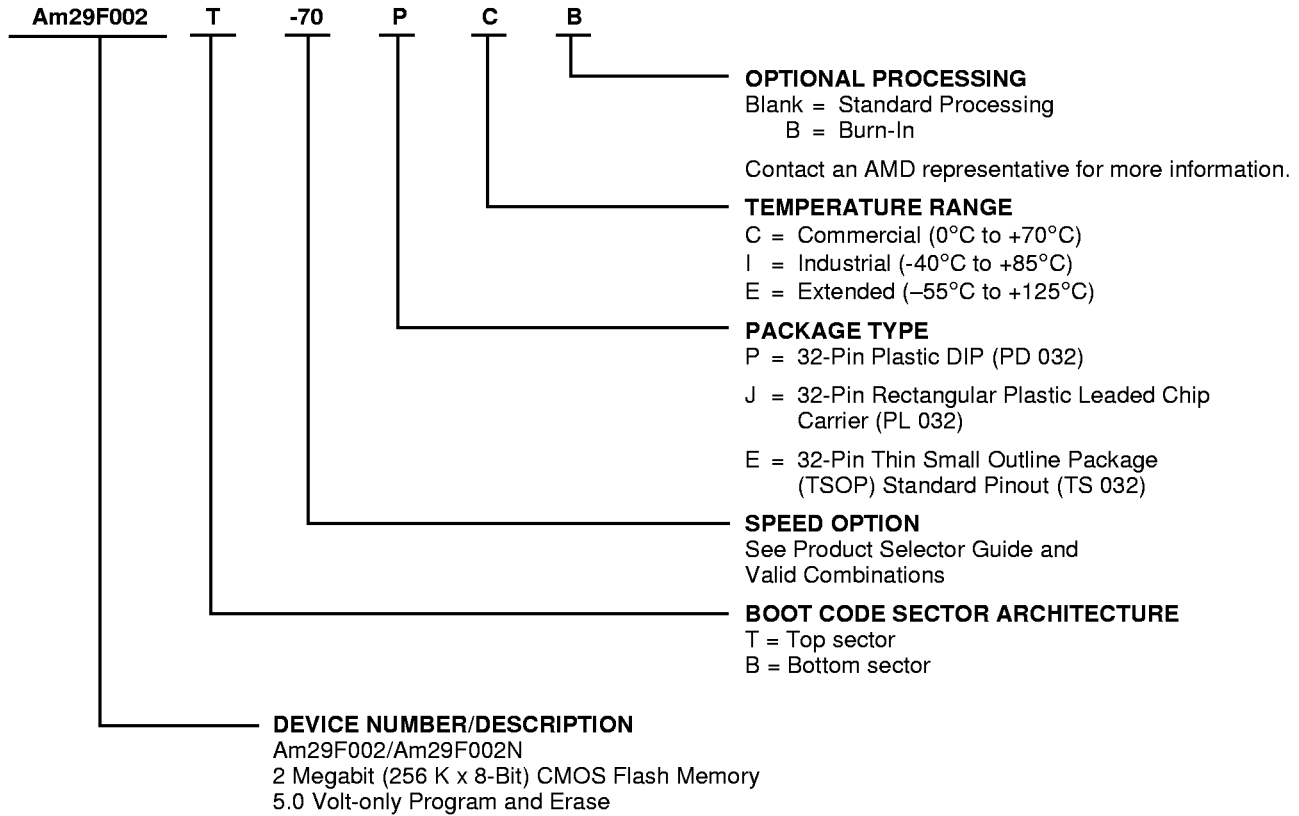 Am29F002 T -70 P C B
OPTIONAL PROCESSING
Blank = Standard Processing
B = Burn-In
Contact an AMD representative for more information.
TEMPERATURE RANGE
C = Commercial (0°C to +70°C)
I = Industrial (-40°C to +85°C)
E = Extended (–55°C to +125°C)
PACKAGE TYPE
P = 32-Pin Plastic DIP (PD 032)
J = 32-Pin Rectangular Plastic Leaded Chip
Carrier (PL 032)
E = 32-Pin Thin Small Outline Package
(TSOP) Standard Pinout (TS 032)
SPEED OPTION
See Product Selector Guide and
Valid Combinations
BOOT CODE SECTOR ARCHITECTURE
T = Top sector
B = Bottom sector
DEVICE NUMBER/DESCRIPTION
Am29F002/Am29F002N
2 Megabit (256 K x 8-Bit) CMOS Flash Memory
5.0 Volt-only Program and Erase